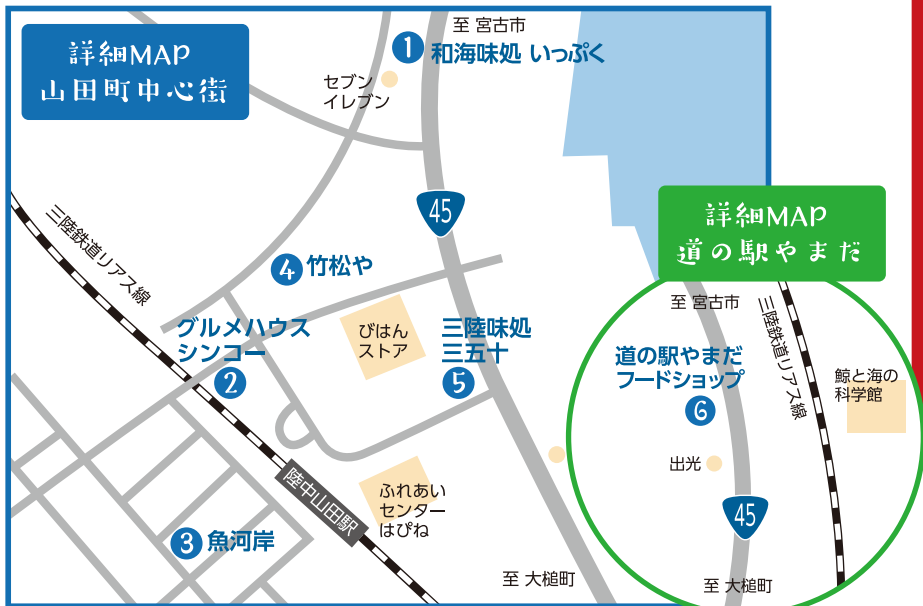 詳細MAP
山田町中心街
至 宮古市
1 和海味処 いっぷく
セブン
イレブン
45
三陸鉄道リアス線
4 竹松や
グルメハウス
シンコー
2
びはん
ストア
三陸味処
三五十
5
陸中山田駅
ふれあい
センター
はぴね
3 魚河岸
至 大槌町
詳細MAP
道の駅やまだ
至 宮古市
三陸鉄道リアス線
道の駅やまだ
フードショップ
6
鯨と海の
科学館
出光
45
至 大槌町